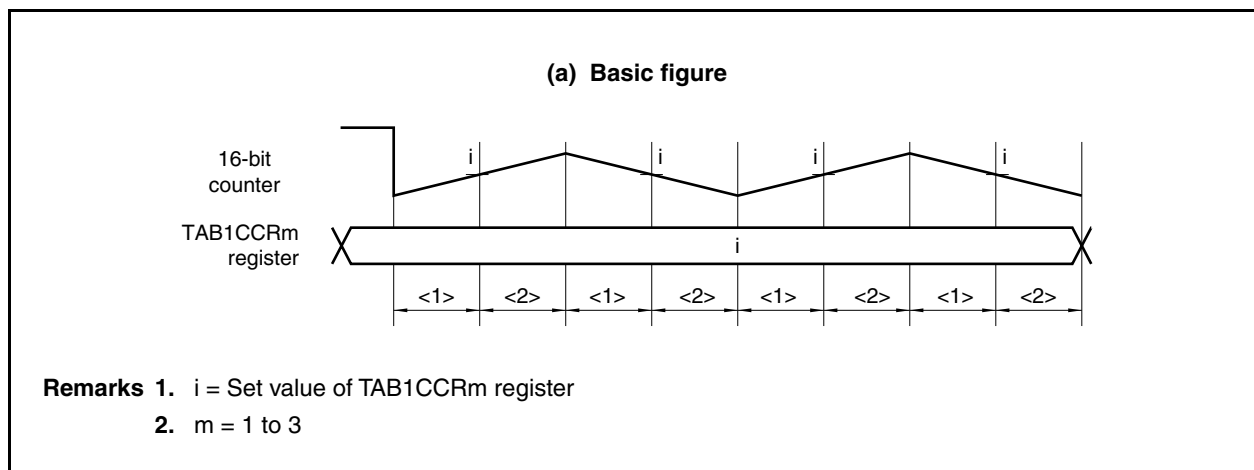 (a) Basic figure
16-bit
counter
i i i i
TAB1CCRm
register
i
<1> <2> <1> <2> <1> <2> <1> <2>
Remarks 1. i = Set value of TAB1CCRm register
2. m = 1 to 3